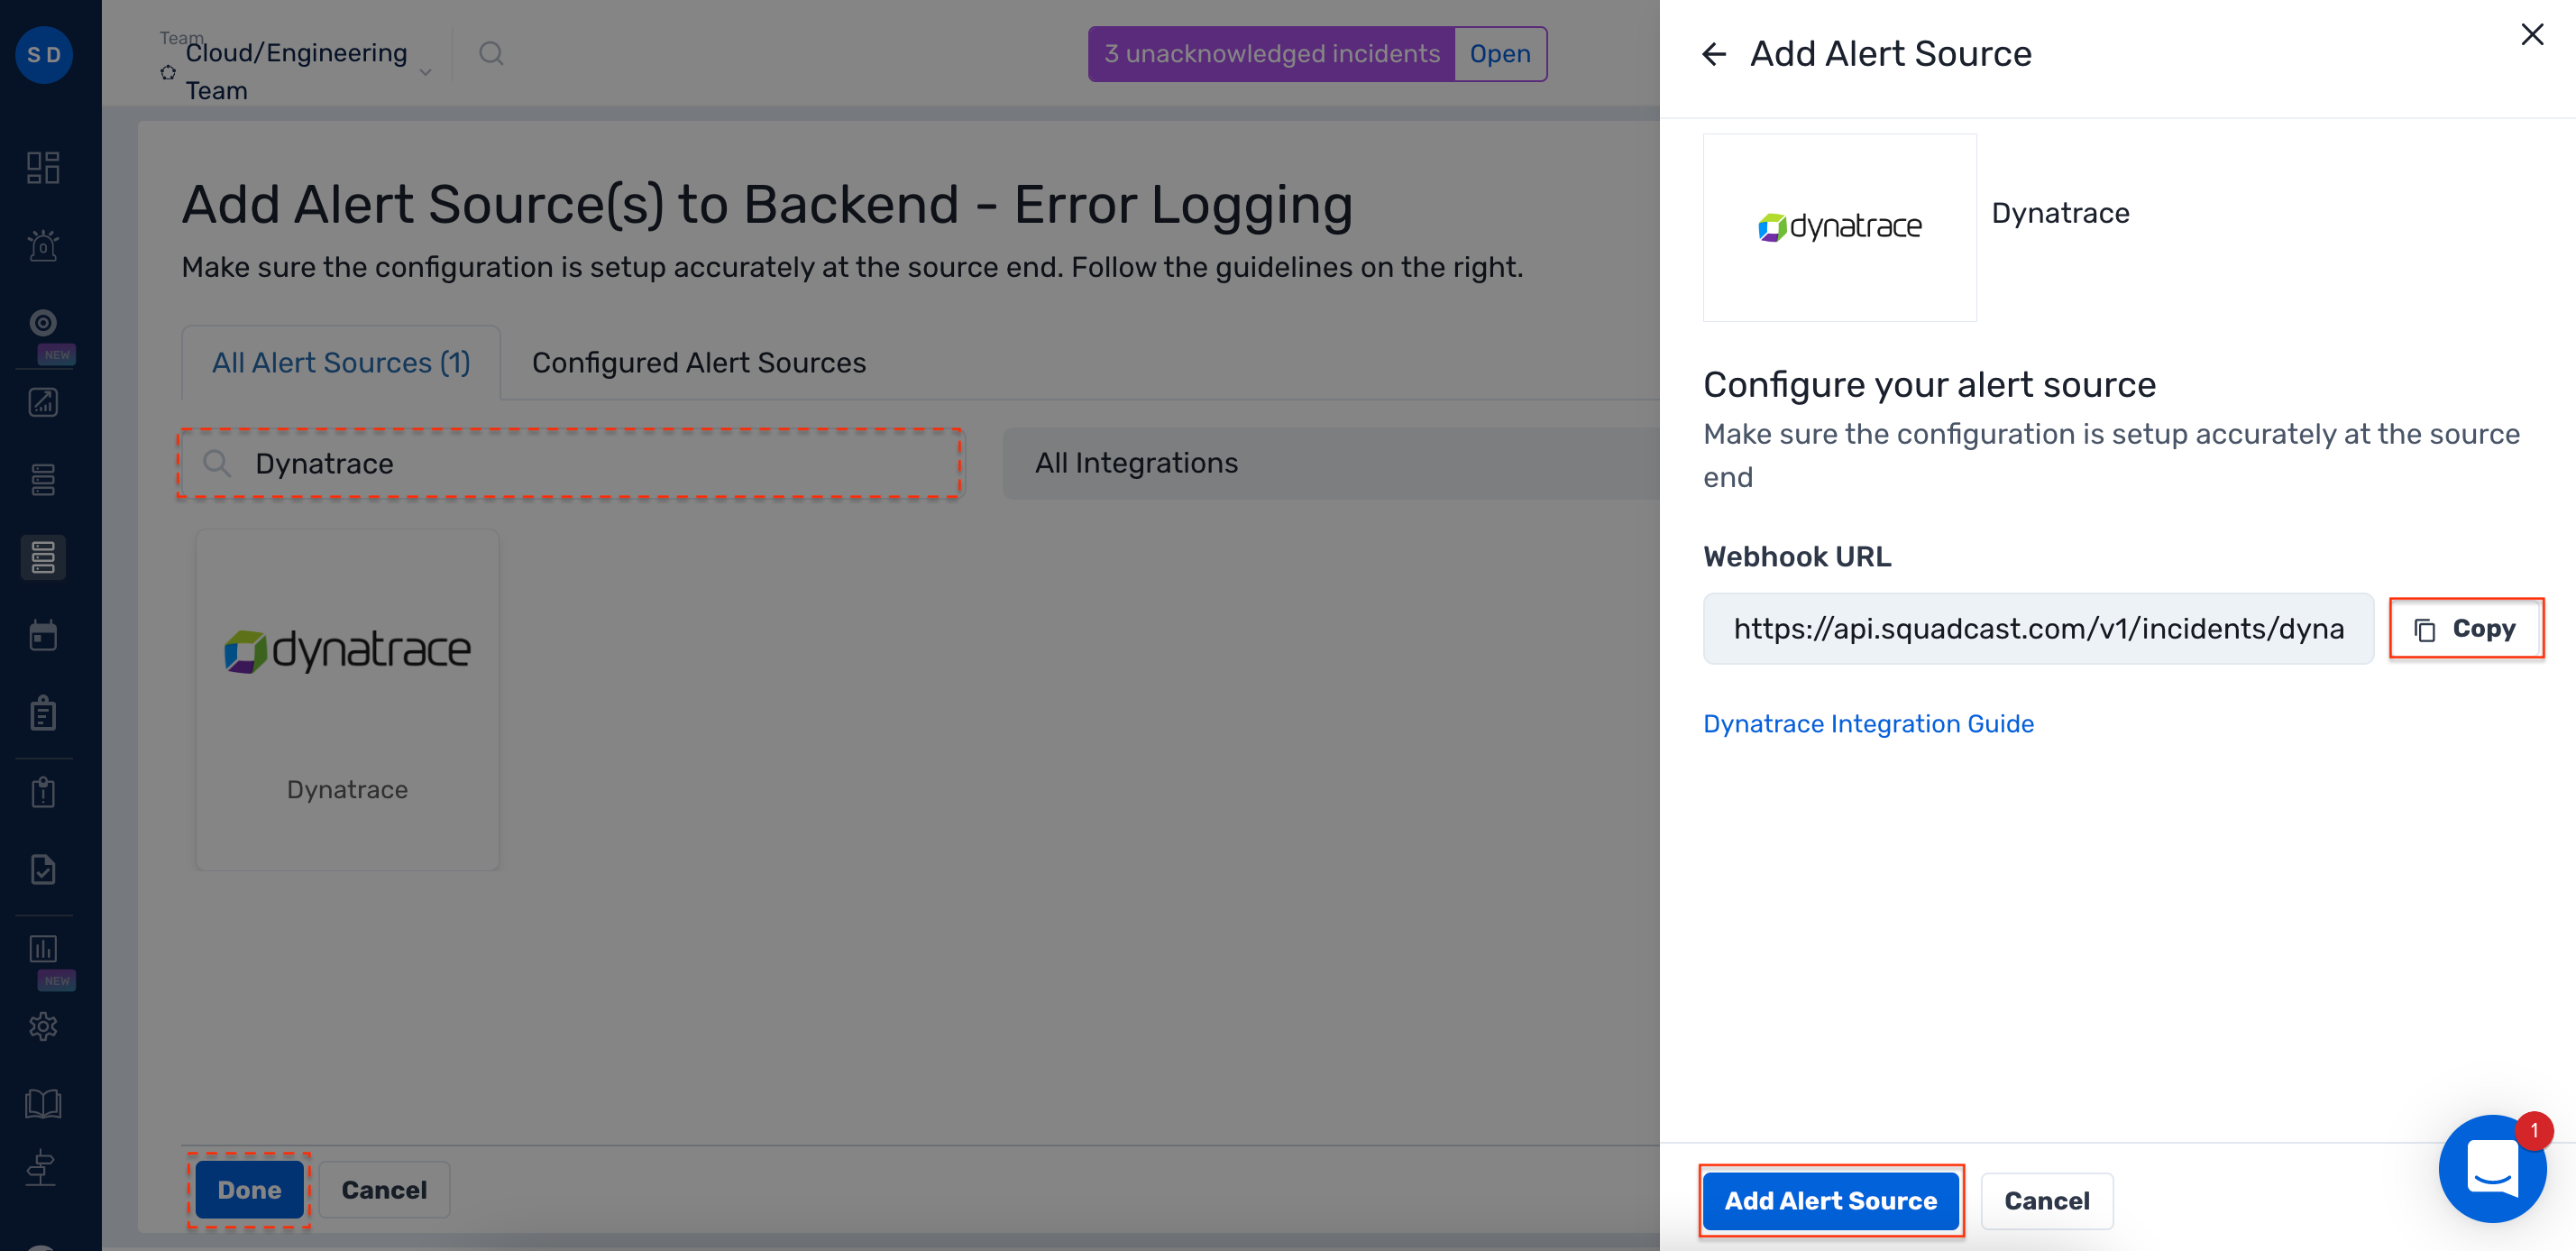 S D
Team
Cloud/Engineering
Team
3 unacknowledged incidents
Open
Add Alert Source(s) to Backend - Error Logging
Make sure the configuration is setup accurately at the source end. Follow the guidelines on the right.
All Alert Sources (1)
Configured Alert Sources
Dynatrace
All Integrations
dynatrace
Dynatrace
Done
Cancel
0
NEW
NEW
Add Alert Source
dynatrace
Dynatrace
Configure your alert source
Make sure the configuration is setup accurately at the source
end
Webhook URL
https://api.squadcast.com/v1/incidents/dyna
Copy
Dynatrace Integration Guide
Add Alert Source
Cancel
1